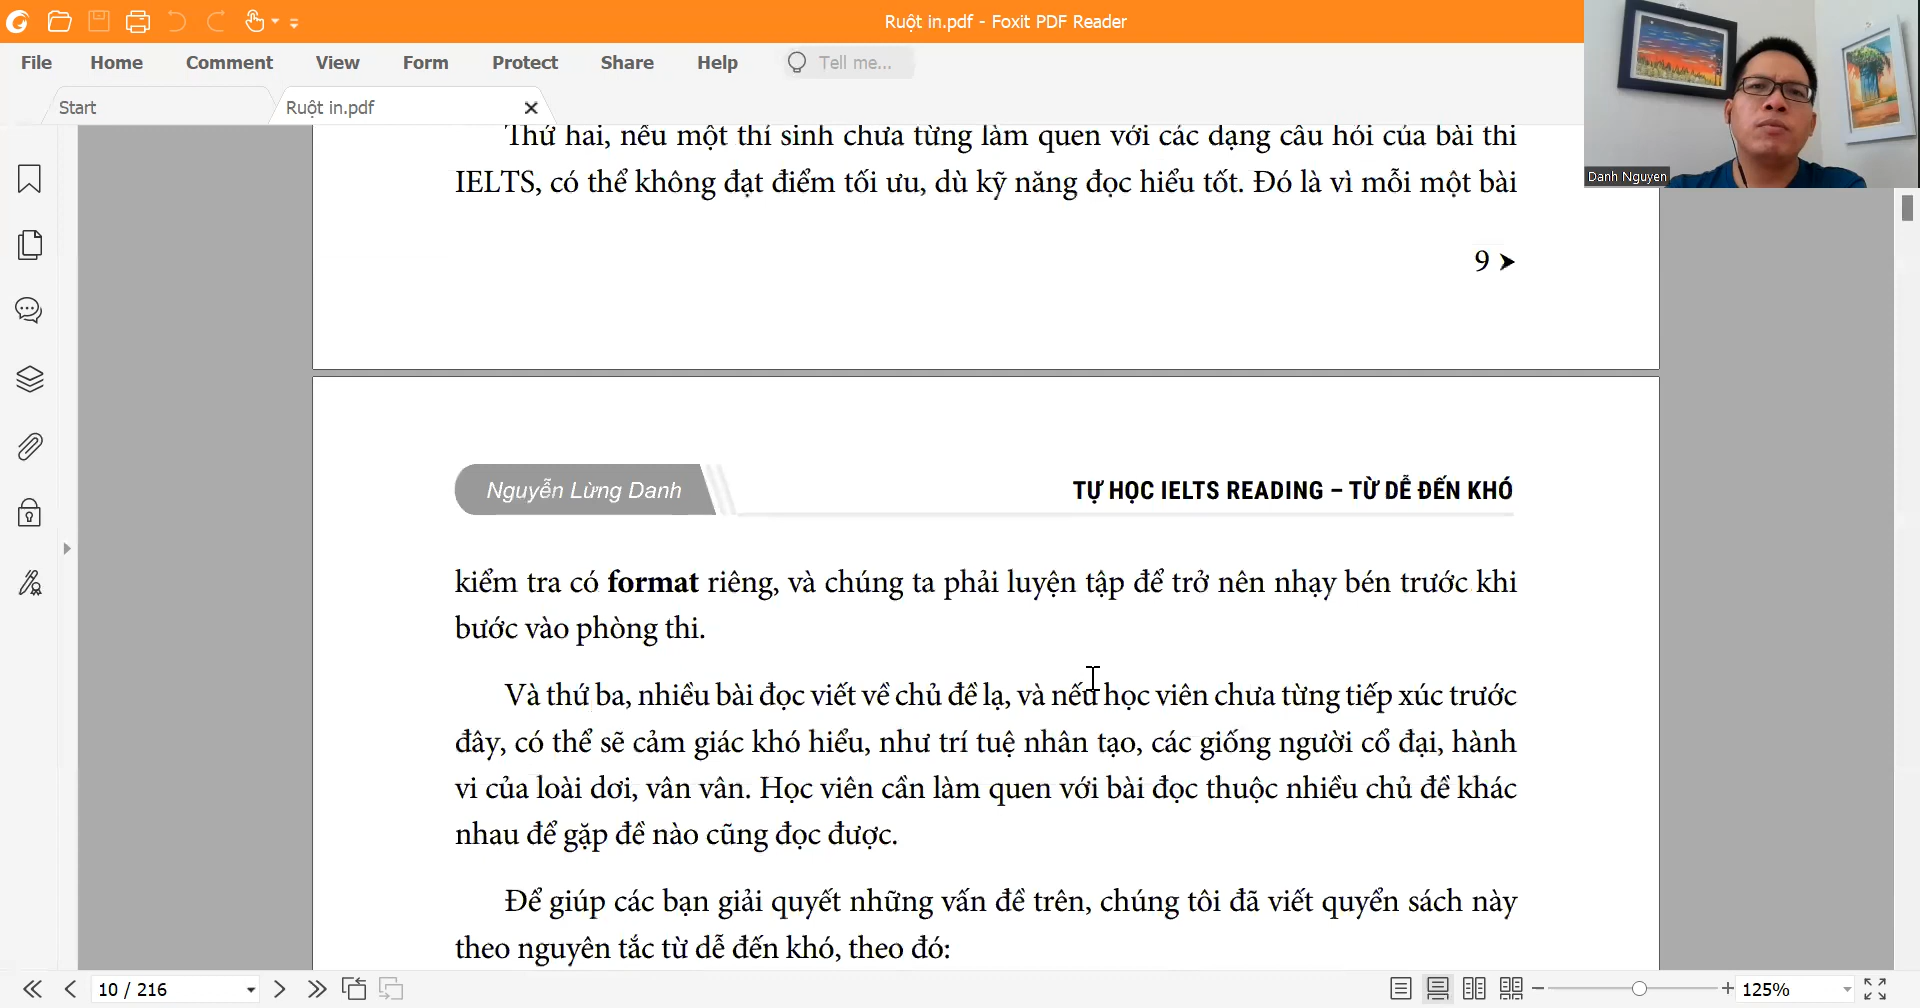 Ruột in.pdf - Foxit PDF Reader
File Home Comment View Form Protect Share Help Tell me...
Start Ruột in.pdf
Danh Nguyen
Thứ hai, nếu một thí sinh chưa từng làm quen với các dạng câu hỏi của bài thi
IELTS, có thể không đạt điểm tối ưu, dù kỹ năng đọc hiểu tốt. Đó là vì mỗi một bài
9
Nguyễn Lừng Danh
TỰ HỌC IELTS READING – TỪ DỄ ĐẾN KHÓ
kiểm tra có format riêng, và chúng ta phải luyện tập để trở nên nhạy bén trước khi
bước vào phòng thi.
Và thứ ba, nhiều bài đọc viết về chủ đề lạ, và nếu học viên chưa từng tiếp xúc trước
đây, có thể sẽ cảm giác khó hiểu, như trí tuệ nhân tạo, các giống người cổ đại, hành
vi của loài dơi, vân vân. Học viên cần làm quen với bài đọc thuộc nhiều chủ đề khác
nhau để gặp đề nào cũng đọc được.
Để giúp các bạn giải quyết những vấn đề trên, chúng tôi đã viết quyển sách này
theo nguyên tắc từ dễ đến khó, theo đó:
10 / 216
125%